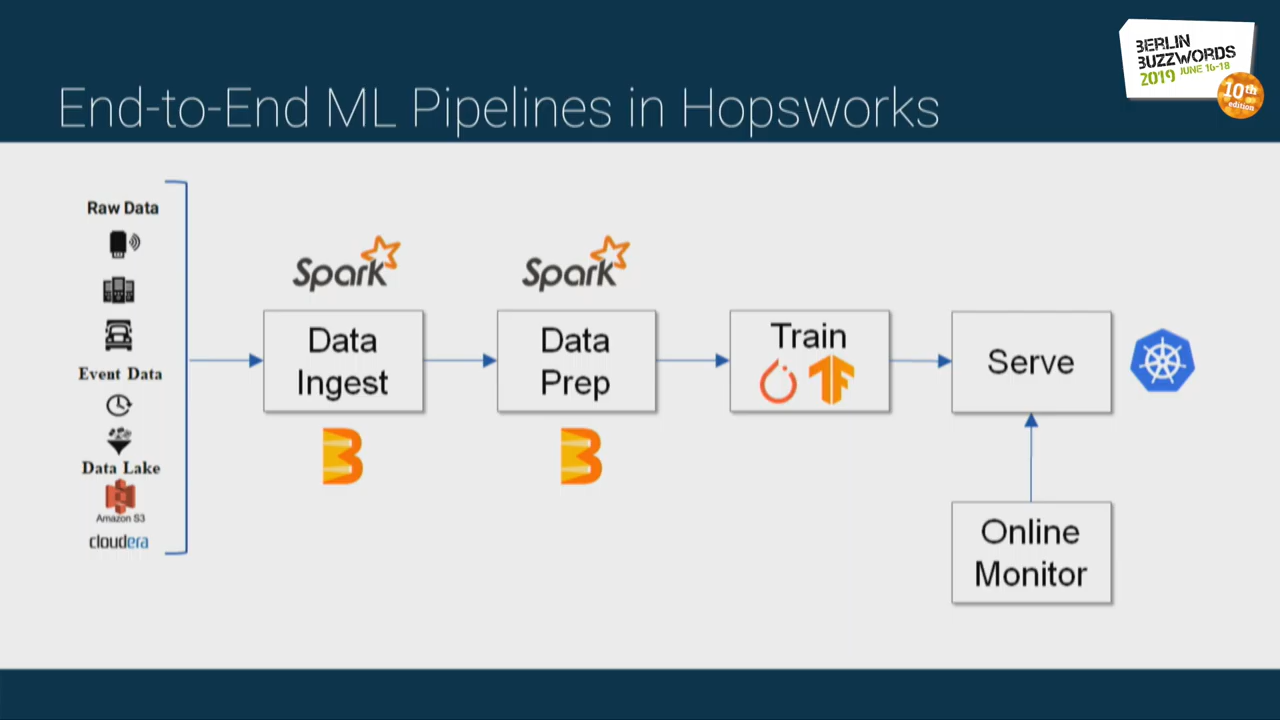 BERLIN
BUZZWORDS
2019 JUNE 16-18
10th
edition
End-to-End ML Pipelines in Hopsworks
Raw Data
Event Data
Data Lake
Amazon S3
cloudera
Spark
Data
Ingest
Spark
Data
Prep
Train
Serve
Online
Monitor